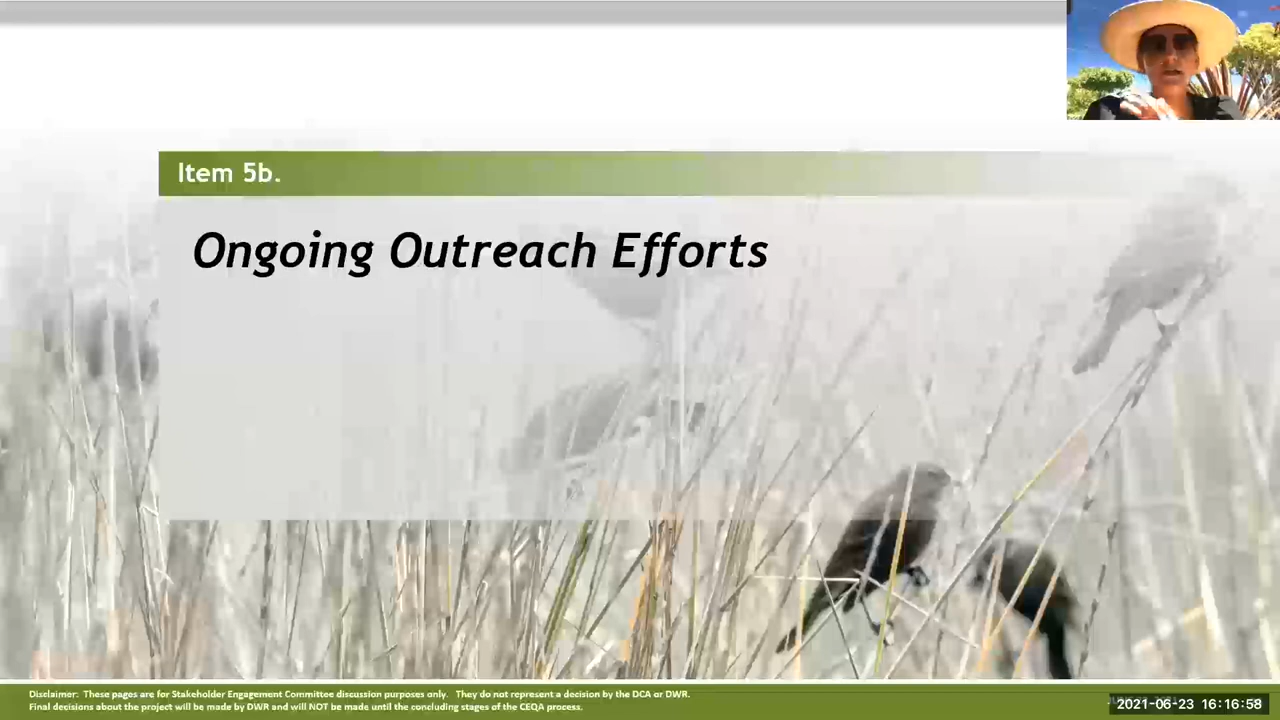 Item 5b.
Ongoing Outreach Efforts
Disclaimer: These pages are for Stakeholder Engagement Committee discussion purposes only. They do not represent a decision by the DCA or DWR.
Final decisions about the project will be made by DWR and will NOT be made until the concluding stages of the CEQA process.
2021-06-23 16:16:58